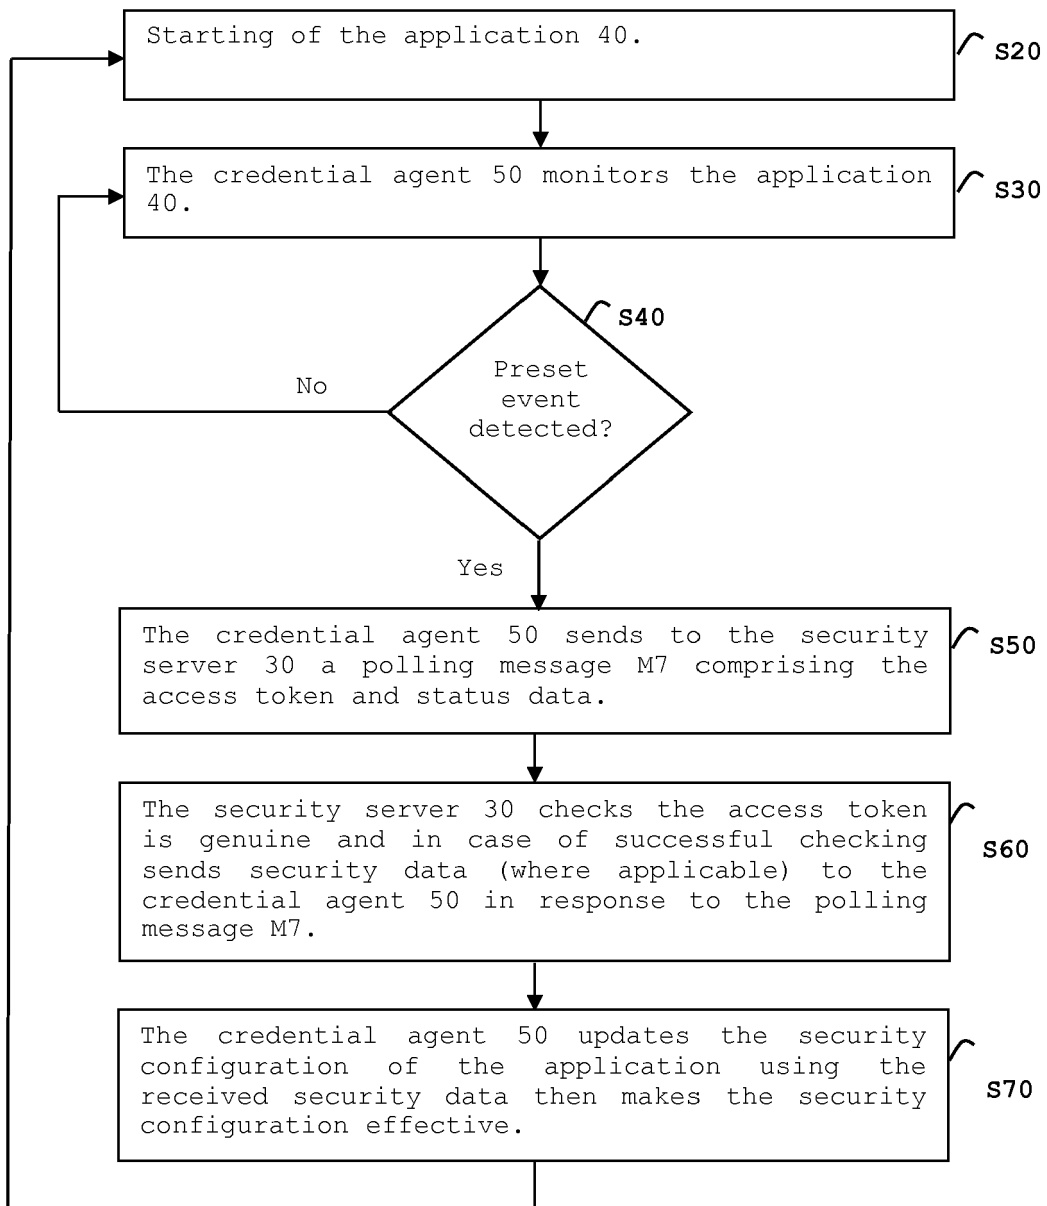 Starting of the application 40.
S20
The credential agent 50 monitors the application
40.
S30
S40
Preset
event
detected?
No
Yes
The credential agent 50 sends to the security
server 30 a polling message M7 comprising the
access token and status data.
S50
The security server 30 checks the access token
is genuine and in case of successful checking
sends security data (where applicable) to the
credential agent 50 in response to the polling
message M7.
S60
The credential agent 50 updates the security
configuration of the application using the
received security data then makes the security
configuration effective.
S70